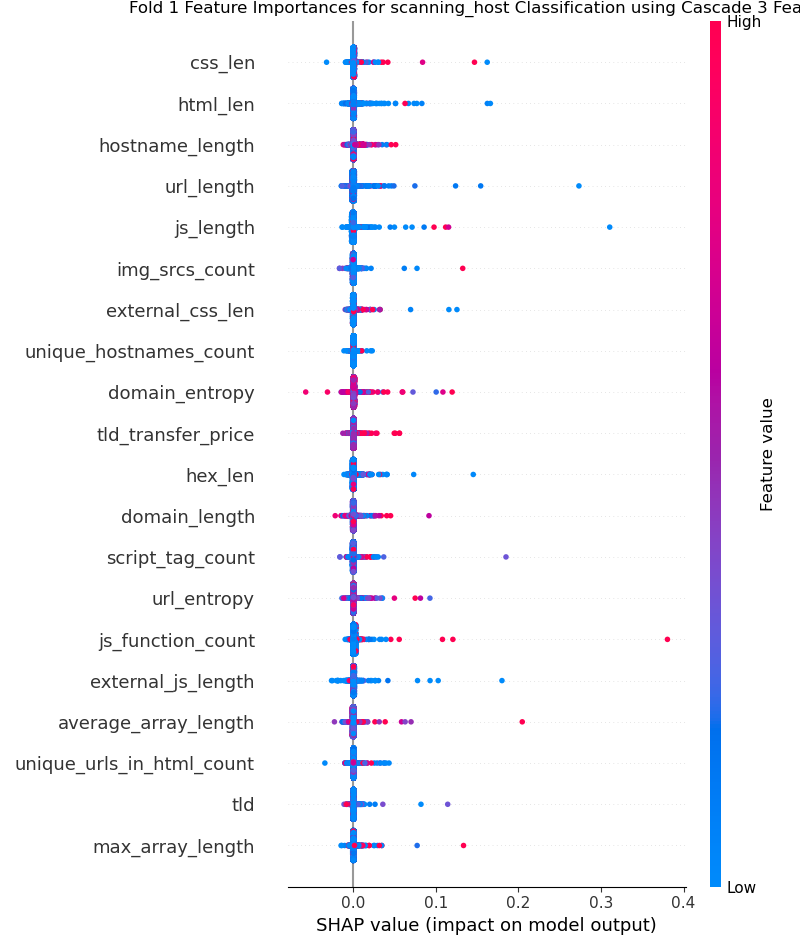 Fold 1 Feature Importances for scanning_host Classification using Cascade 3 Fea
High
css_len
html_len
hostname_length
url_length
js_length
img_srcs_count
external_css_len
unique_hostnames_count
domain_entropy
tld_transfer_price
hex_len
domain_length
script_tag_count
url_entropy
js_function_count
external_js_length
average_array_length
unique_urls_in_html_count
tld
max_array_length
Feature value
Low
0.0 0.1 0.2 0.3 0.4
SHAP value (impact on model output)